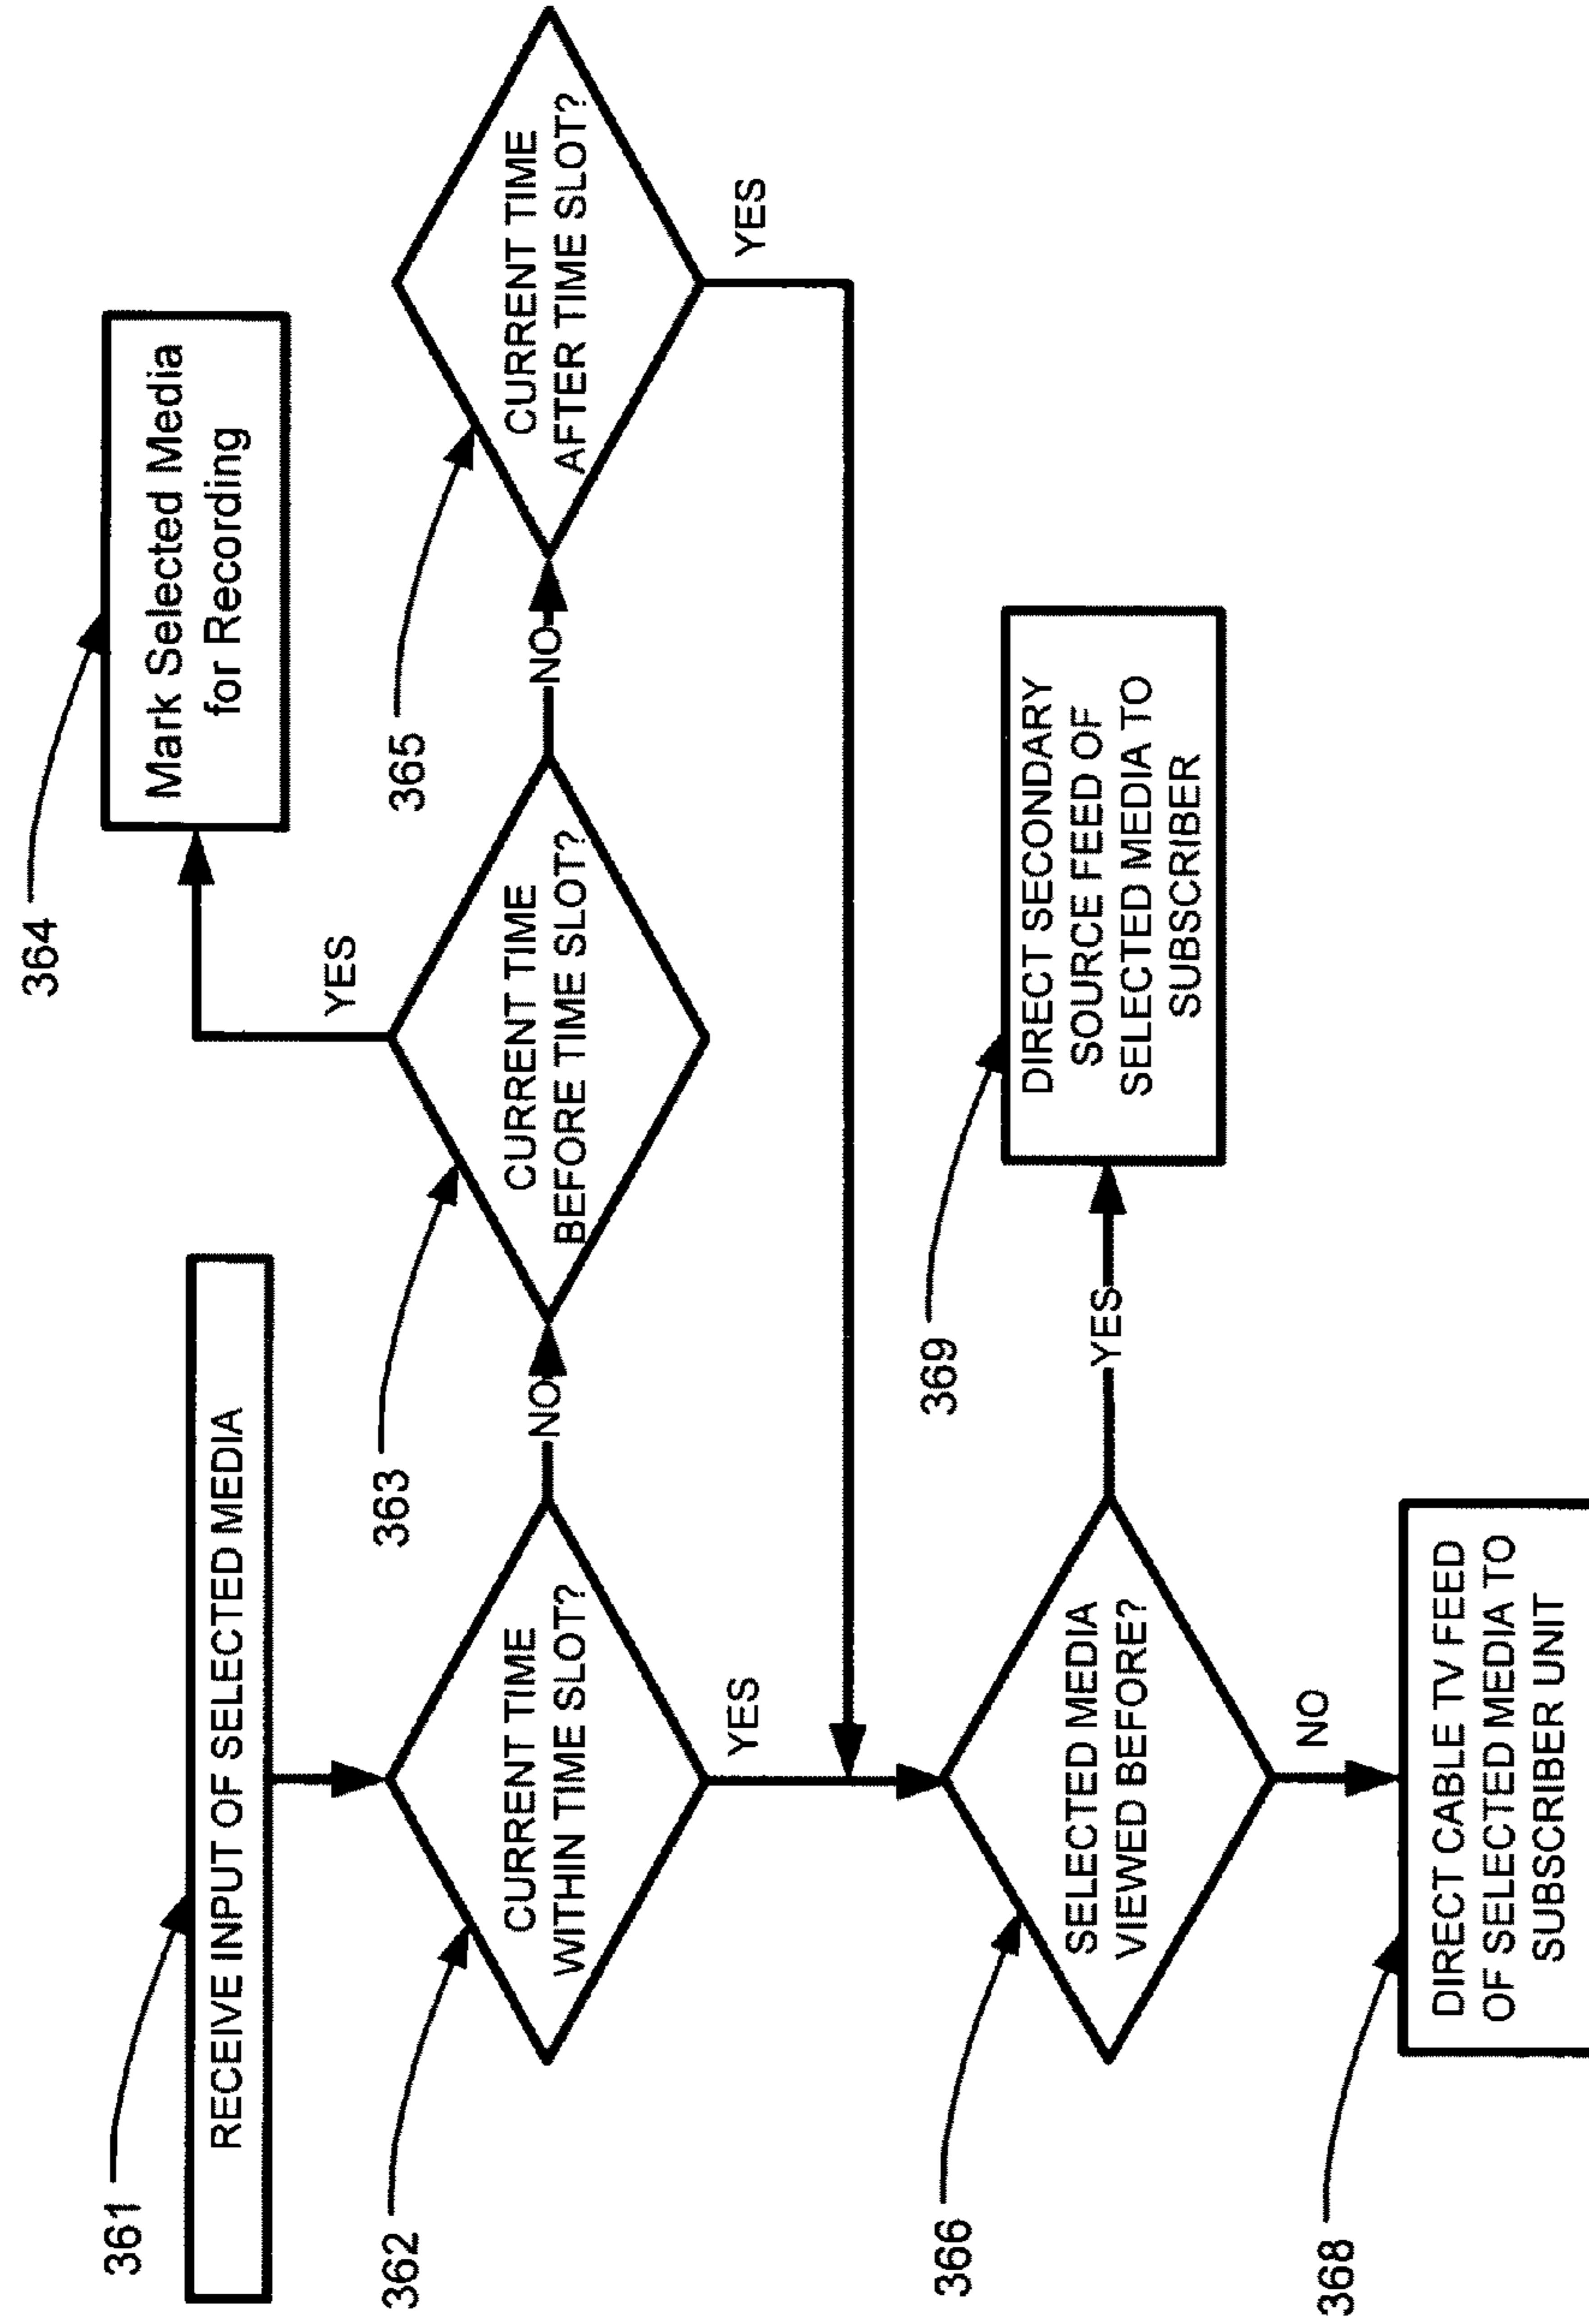 361
RECEIVE INPUT OF SELECTED MEDIA
364
Mark Selected Media
for Recording
362
CURRENT TIME
WITHIN TIME SLOT?
NO
YES
363
CURRENT TIME
BEFORE TIME SLOT?
YES
NO
365
CURRENT TIME
AFTER TIME SLOT?
YES
366
SELECTED MEDIA
VIEWED BEFORE?
YES
NO
369
DIRECT SECONDARY
SOURCE FEED OF
SELECTED MEDIA TO
SUBSCRIBER
368
DIRECT CABLE TV FEED
OF SELECTED MEDIA TO
SUBSCRIBER UNIT